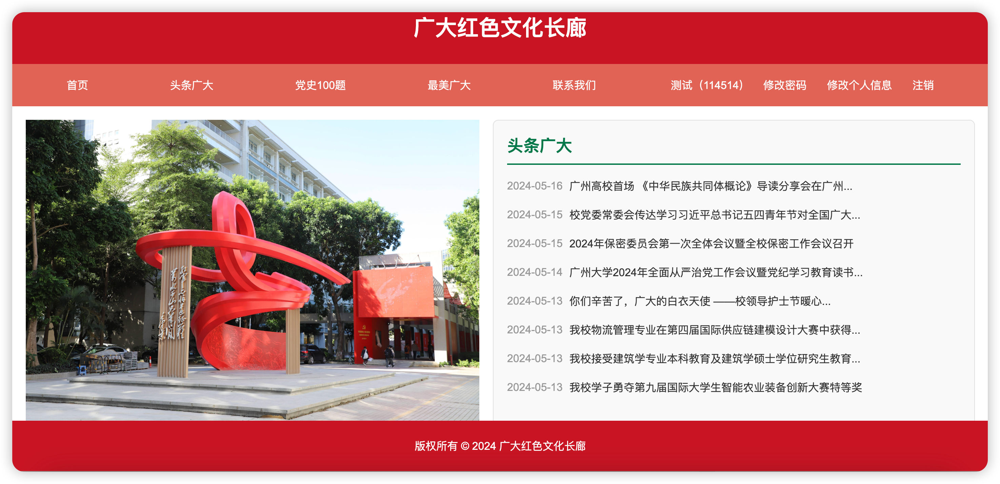 广大红色文化长廊
首页 头条广大 党史100题 最美广大 联系我们 测试（114514） 修改密码 修改个人信息 注销
头条广大
2024-05-16 广州高校首场 《中华民族共同体概论》导读分享会在广州...
2024-05-15 校党委常委会传达学习习近平总书记五四青年节对全国广大...
2024-05-15 2024年保密委员会第一次全体会议暨全校保密工作会议召开
2024-05-14 广州大学2024年全面从严治党工作会议暨党纪学习教育读书...
2024-05-13 你们辛苦了，广大的白衣天使 ——校领导护士节暖心...
2024-05-13 我校物流管理专业在第四届国际供应链建模设计大赛中获得...
2024-05-13 我校接受建筑学专业本科教育及建筑学硕士学位研究生教育...
2024-05-13 我校学子勇夺第九届国际大学生智能农业装备创新大赛特等奖
版权所有 © 2024 广大红色文化长廊